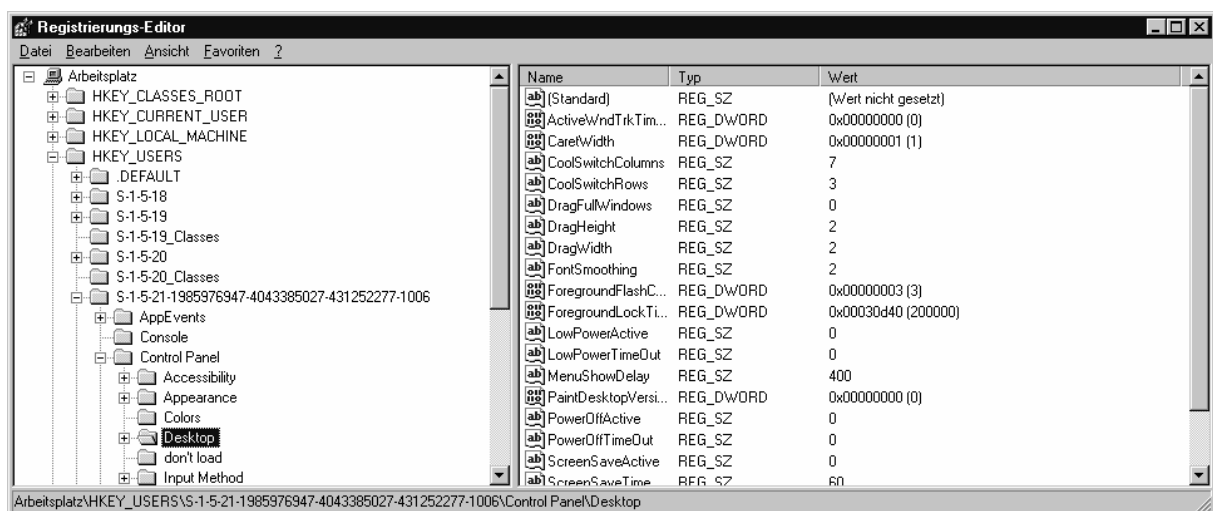 Registrierungs-Editor
Datei Bearbeiten Ansicht Favoriten ?
Arbeitsplatz
HKEY_CLASSES_ROOT
HKEY_CURRENT_USER
HKEY_LOCAL_MACHINE
HKEY_USERS
.DEFAULT
S-1-5-18
S-1-5-19
S-1-5-19_Classes
S-1-5-20
S-1-5-20_Classes
S-1-5-21-1985976947-4043385027-431252277-1006
AppEvents
Console
Control Panel
Accessibility
Appearance
Colors
Desktop
don't load
Input Method
Name Typ Wert
(Standard) REG_SZ (Wert nicht gesetzt)
ActiveWndTrkTim... REG_DWORD 0x00000000 (0)
CaretWidth REG_DWORD 0x00000001 (1)
CoolSwitchColumns REG_SZ 7
CoolSwitchRows REG_SZ 3
DragFullWindows REG_SZ 0
DragHeight REG_SZ 2
DragWidth REG_SZ 2
FontSmoothing REG_SZ 2
ForegroundFlashC... REG_DWORD 0x00000003 (3)
ForegroundLockTi... REG_DWORD 0x00030d40 (200000)
LowPowerActive REG_SZ 0
LowPowerTimeOut REG_SZ 0
MenuShowDelay REG_SZ 400
PaintDesktopVersi... REG_DWORD 0x00000000 (0)
PowerOffActive REG_SZ 0
PowerOffTimeOut REG_SZ 0
ScreenSaveActive REG_SZ 0
ScreenSaveTime... REG_SZ 60
Arbeitsplatz\HKEY_USERS\S-1-5-21-1985976947-4043385027-431252277-1006\Control Panel\Desktop